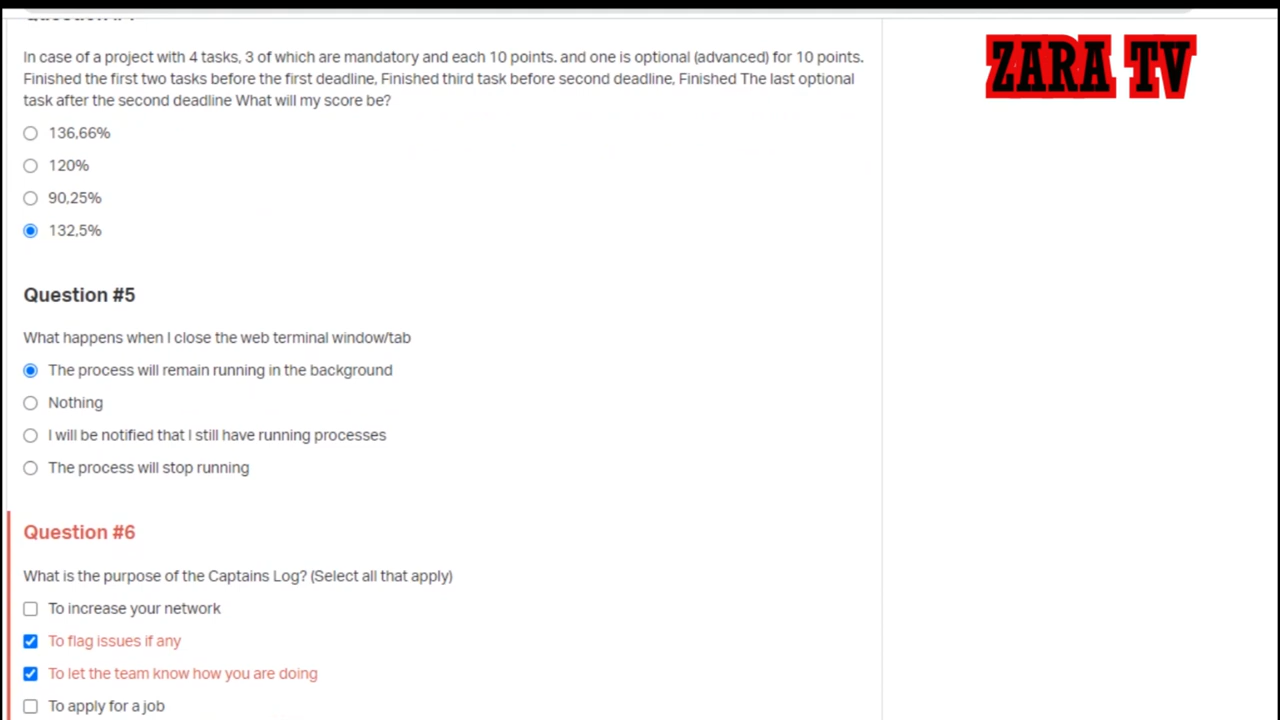 In case of a project with 4 tasks, 3 of which are mandatory and each 10 points. and one is optional (advanced) for 10 points.
Finished the first two tasks before the first deadline, Finished third task before second deadline, Finished The last optional
task after the second deadline What will my score be?
136,66%
120%
90,25%
132,5%
Question #5
What happens when I close the web terminal window/tab
The process will remain running in the background
Nothing
I will be notified that I still have running processes
The process will stop running
Question #6
What is the purpose of the Captains Log? (Select all that apply)
To increase your network
To flag issues if any
To let the team know how you are doing
To apply for a job
ZARA TV